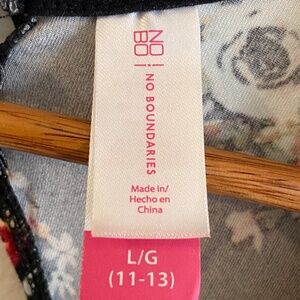 NO
BO
NO BOUNDARIES
Made in/
Hecho en
China
L/G
(11-13)